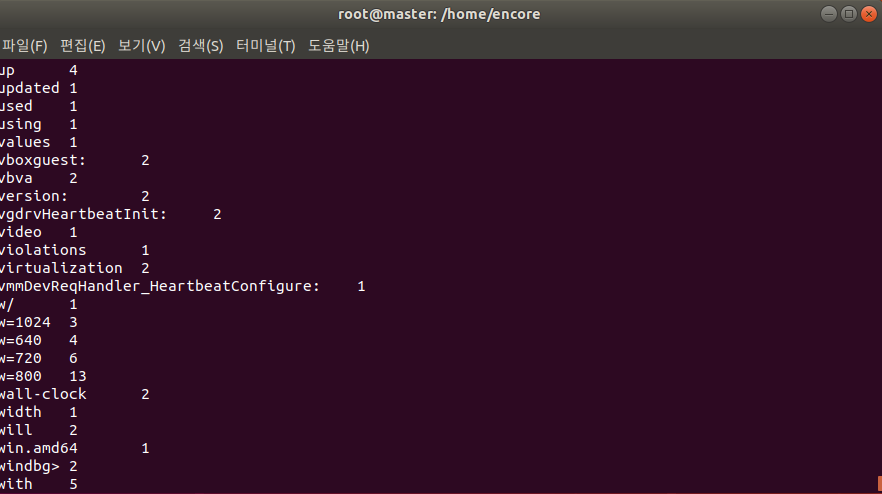 root@master: /home/encore
파일(F) 편집(E) 보기(V) 검색(S) 터미널(T) 도움말(H)
up 4
updated 1
used 1
using 1
values 1
vboxguest: 2
vbva 2
version: 2
vgdrvHeartbeatInit: 2
video 1
violations 1
virtualization 2
vmmDevReqHandler_HeartbeatConfigure: 1
w/ 1
w=1024 3
w=640 4
w=720 6
w=800 13
wall-clock 2
width 1
will 2
win.amd64 1
windbg> 2
with 5